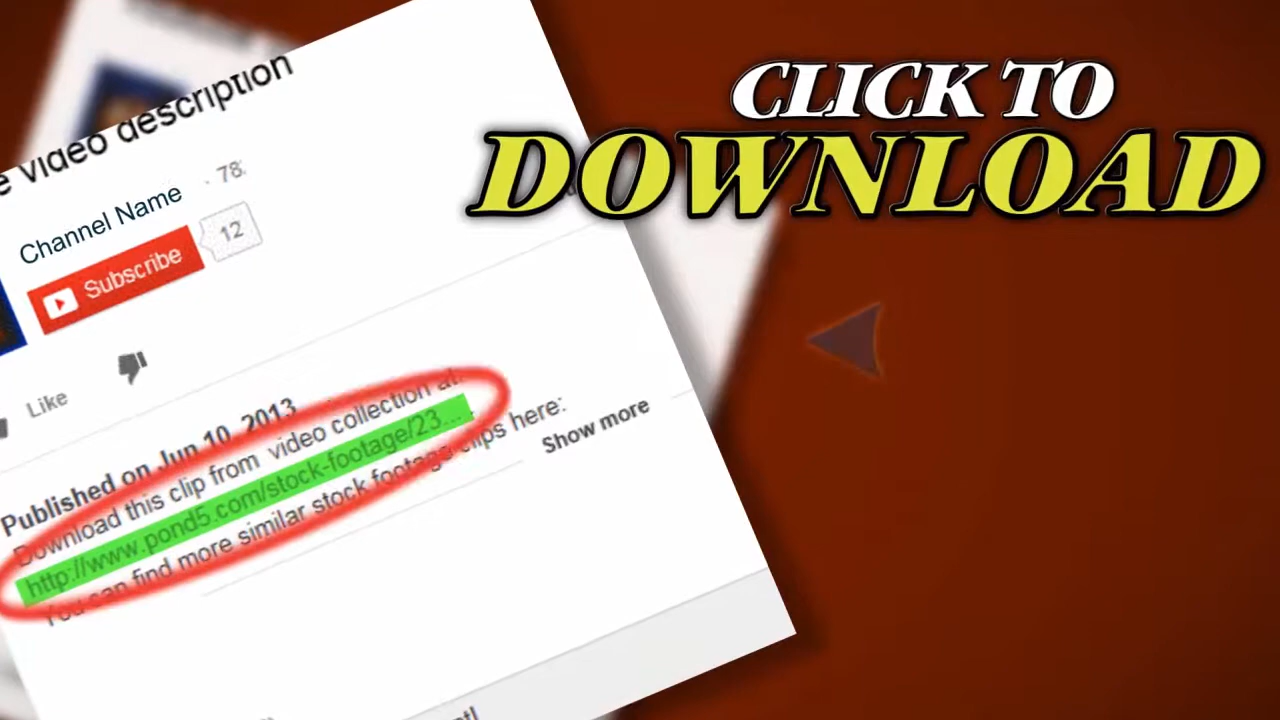 CLICK TO
DOWNLOAD
video description
Channel Name
Subscribe
12
Like
Published on Jun 10, 2013
Download this clip from video collection at
http://www.pond5.com/stock-footage/23...
You can find more similar stock footage clips here:
Show more